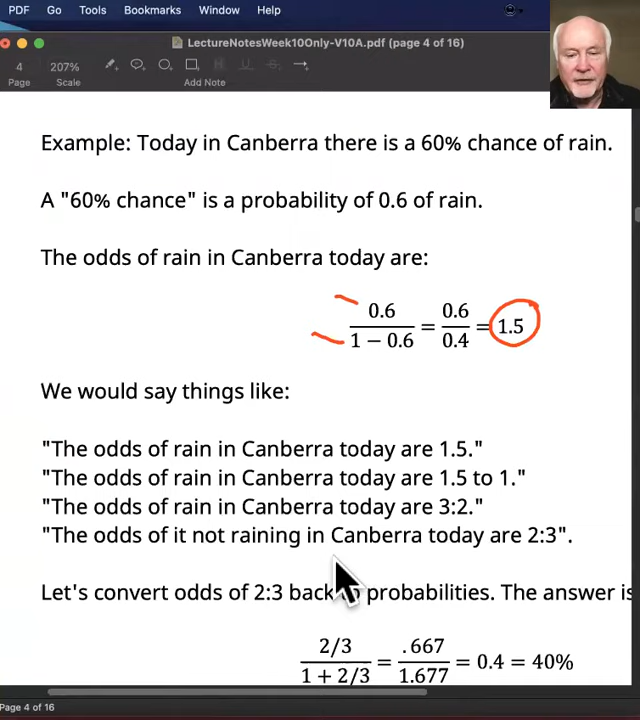 PDF Go Tools Bookmarks Window Help
LectureNotesWeek10Only-V10A.pdf (page 4 of 16)
4 207%
Page Scale Add Note
Example: Today in Canberra there is a 60% chance of rain.
A "60% chance" is a probability of 0.6 of rain.
The odds of rain in Canberra today are:
0.6 / 1 − 0.6 = 0.6 / 0.4 = 1.5
We would say things like:
"The odds of rain in Canberra today are 1.5."
"The odds of rain in Canberra today are 1.5 to 1."
"The odds of rain in Canberra today are 3:2."
"The odds of it not raining in Canberra today are 2:3".
Let's convert odds of 2:3 back probabilities. The answer is
2/3 / 1 + 2/3 = .667 / 1.677 = 0.4 = 40%
Page 4 of 16